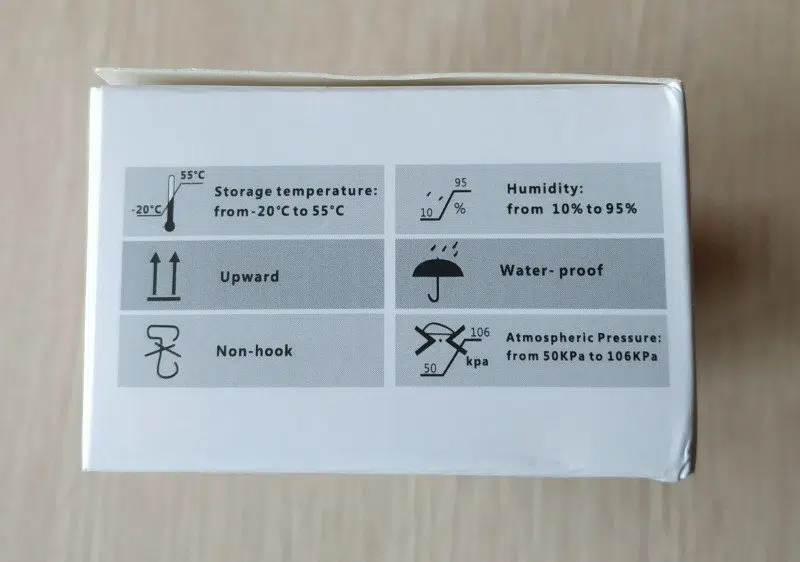 55°C
-20°C
Storage temperature:
from-20°C to 55°C
95
10 %
Humidity:
from 10% to 95%
Upward
Water- proof
Non-hook
106
50 kpa
Atmospheric Pressure:
from 50KPa to 106KPa